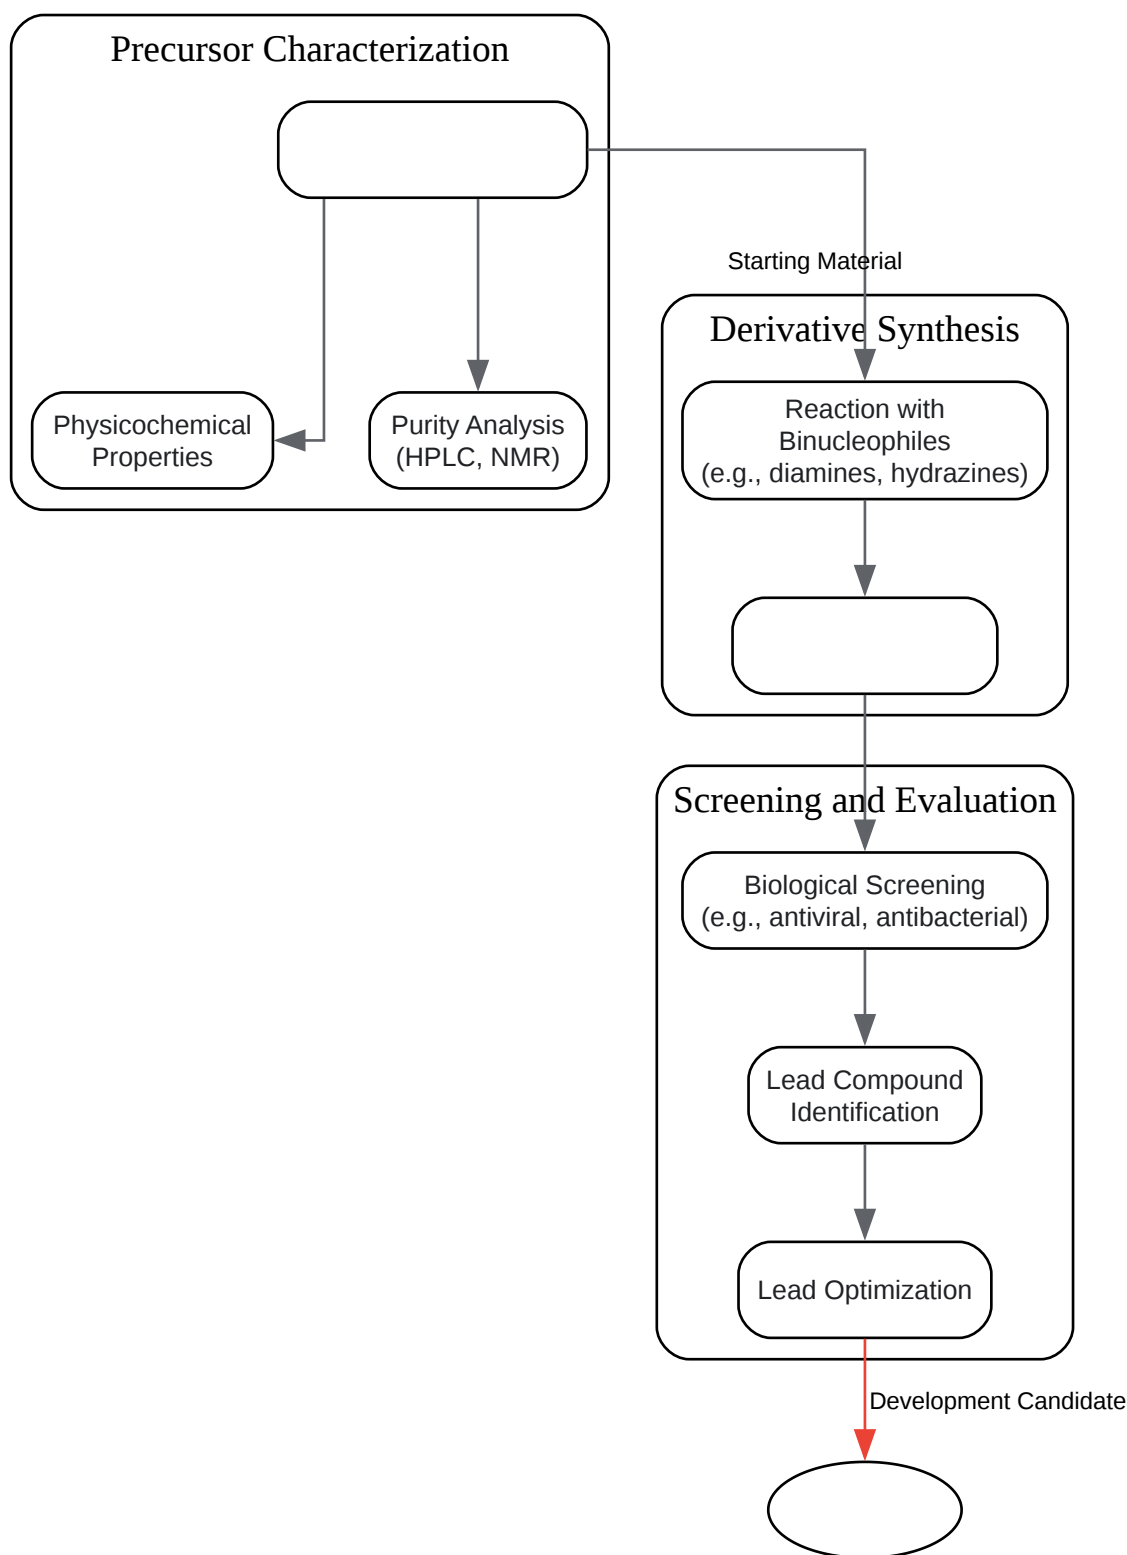 Precursor Characterization
Starting Material
Derivative Synthesis
Physicochemical
Properties
Purity Analysis
(HPLC, NMR)
Reaction with
Binucleophiles
(e.g., diamines, hydrazines)
Screening and Evaluation
Biological Screening
(e.g., antiviral, antibacterial)
Lead Compound
Identification
Lead Optimization
Development Candidate